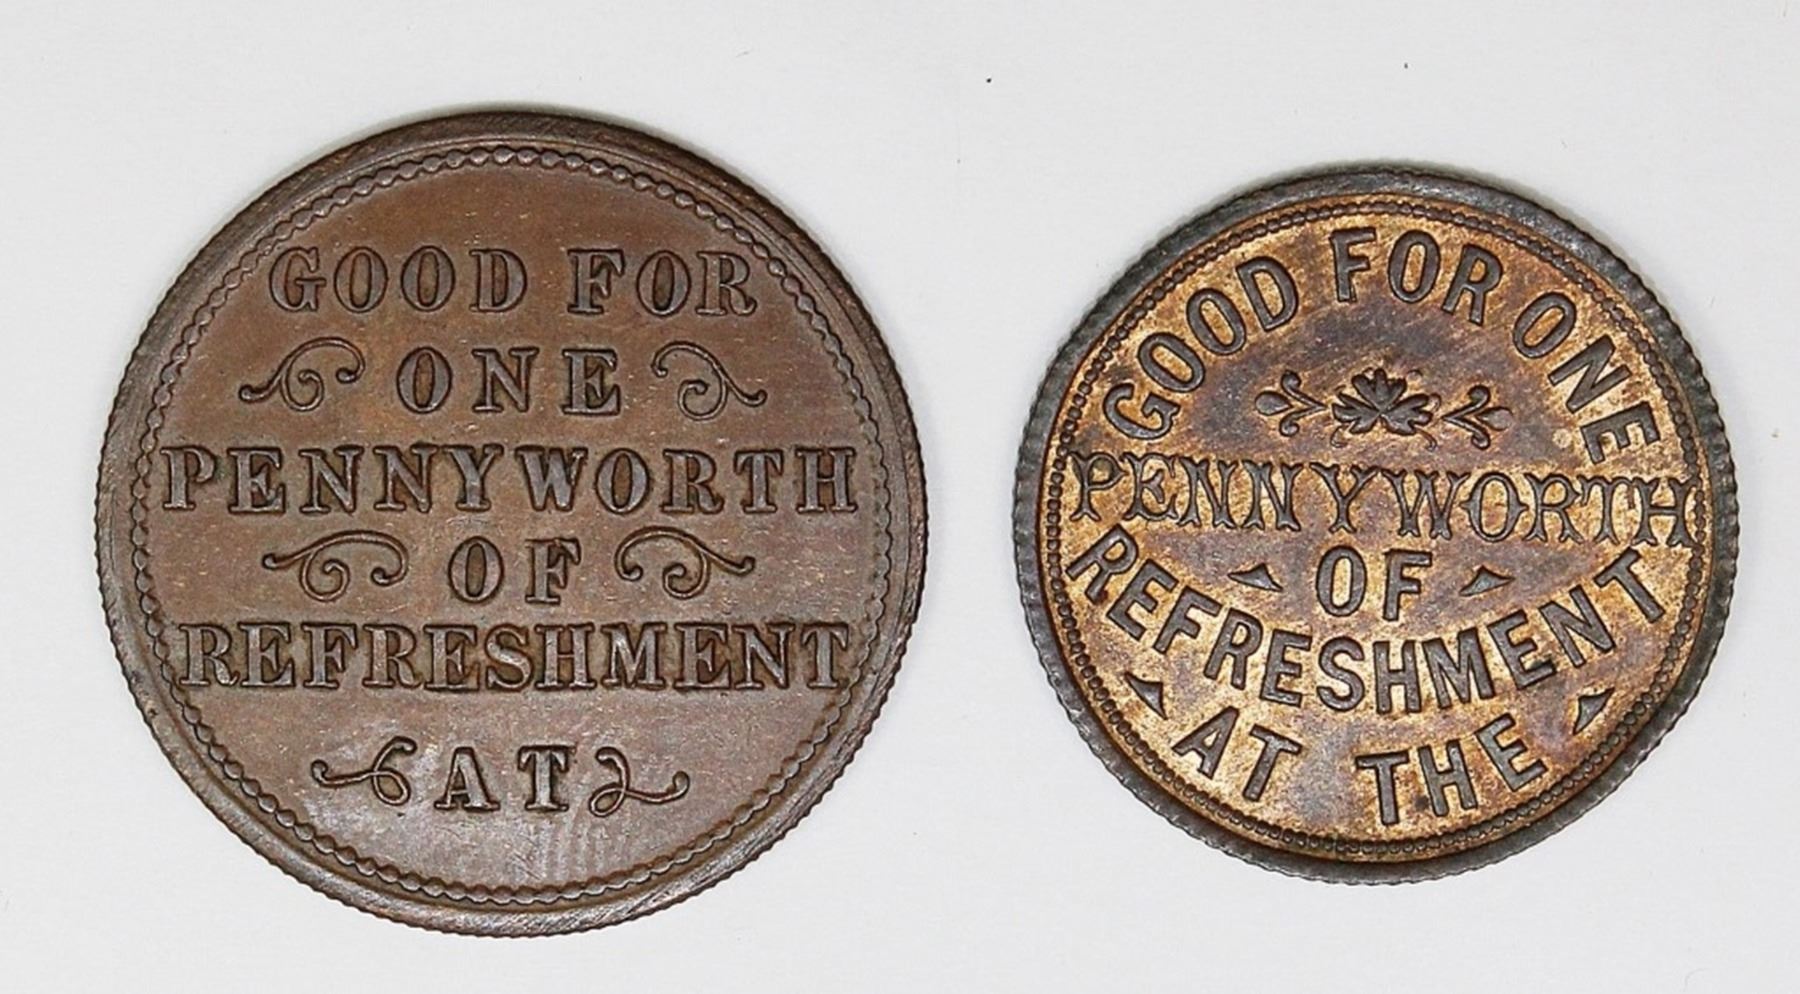 GOOD FOR
ONE
PENNYWORTH
OF
REFRESHMENT
AT
GOOD FOR ONE
PENNYWORTH
OF
REFRESHMENT
AT THE